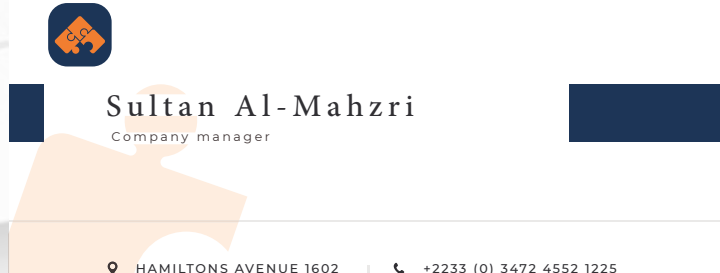 Sultan Al-Mahzri
Company manager
HAMILTONS AVENUE 1602
+2233 (0) 3472 4552 1225